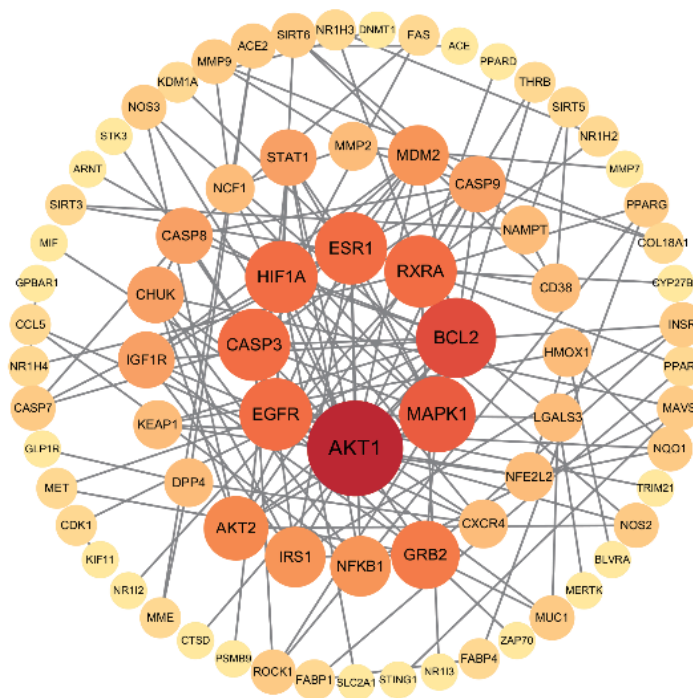 DNMT1
NR1H3
FAS
SIRT6
ACE
ACE2
PPARD
MMP9
KDM1A
THRB
NOS3
SIRT5
STK3
NR1H2
ARNT
MMP7
SIRT3
PPARG
MIF
COL18A1
GPBAR1
CYP27B
CCL5
INSR
NR1H4
PPAR
CASP7
MAVS
GLP1R
NQO1
MET
TRIM21
CDK1
NOS2
KIF11
BLVRA
NR1I2
MERTK
MME
MUC1
CTSD
ZAP70
PSMB9
FABP4
ROCK1
NR1I3
FABP1
STING1
SLC2A1
MMP2
STAT1
MDM2
NCF1
CASP9
CASP8
NAMPT
CHUK
CD38
IGF1R
HMOX1
KEAP1
LGALS3
DPP4
NFE2L2
AKT2
CXCR4
IRS1
NFKB1
GRB2
ESR1
HIF1A
RXRA
CASP3
BCL2
EGFR
MAPK1
AKT1